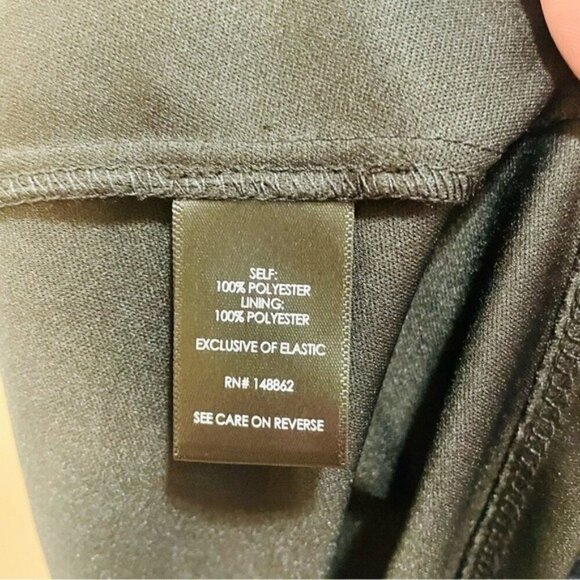 SELF:
100% POLYESTER
LINING:
100% POLYESTER
EXCLUSIVE OF ELASTIC
RN# 148862
SEE CARE ON REVERSE